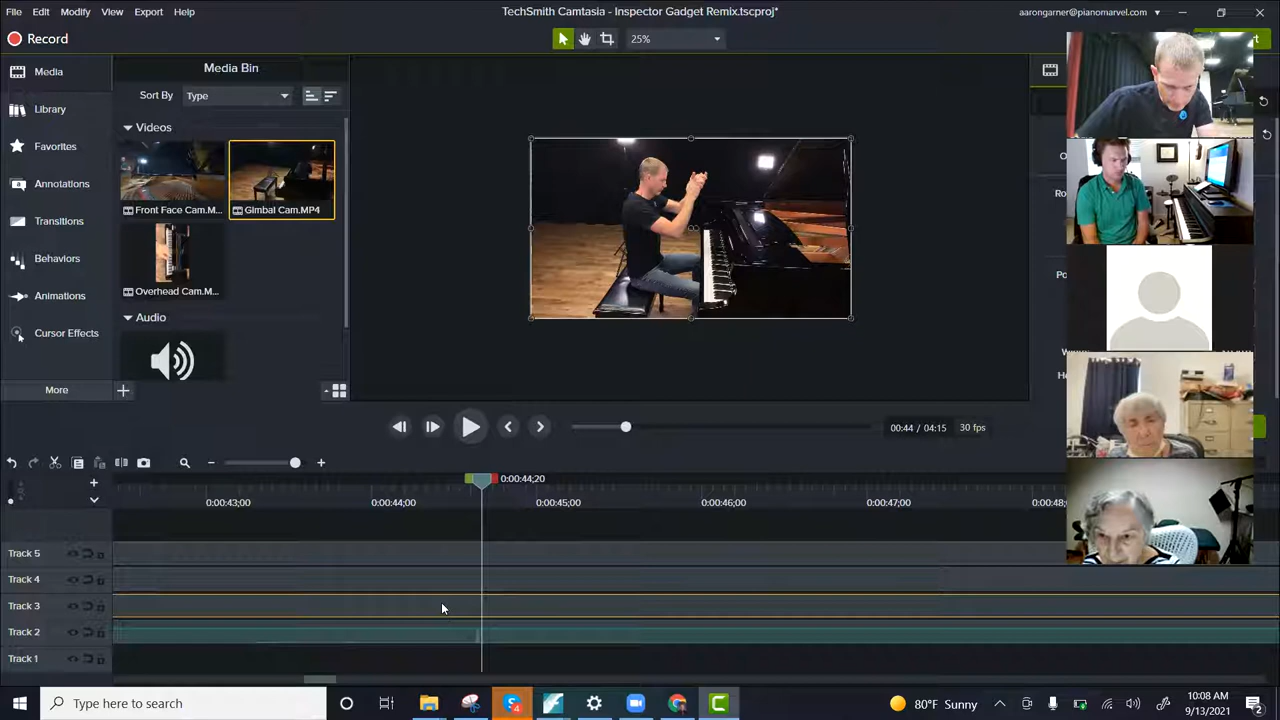 File Edit Modify View Export Help
TechSmith Camtasia - Inspector Gadget Remix.tscproj*
aarongarner@pianomarvel.com
Record
25%
Media
Library
Favorites
Annotations
Transitions
Behaviors
Animations
Cursor Effects
More
Media Bin
Sort By Type
Videos
Front Face Cam.M...
Gimbal Cam.MP4
Overhead Cam.M...
Audio
00:44 / 04:15 30 fps
0:00:44;20
0:00:43;00 0:00:44;00 0:00:45;00 0:00:46;00 0:00:47;00 0:00:48;
Track 5
Track 4
Track 3
Track 2
Track 1
Type here to search
80°F Sunny
10:08 AM
9/13/2021
2